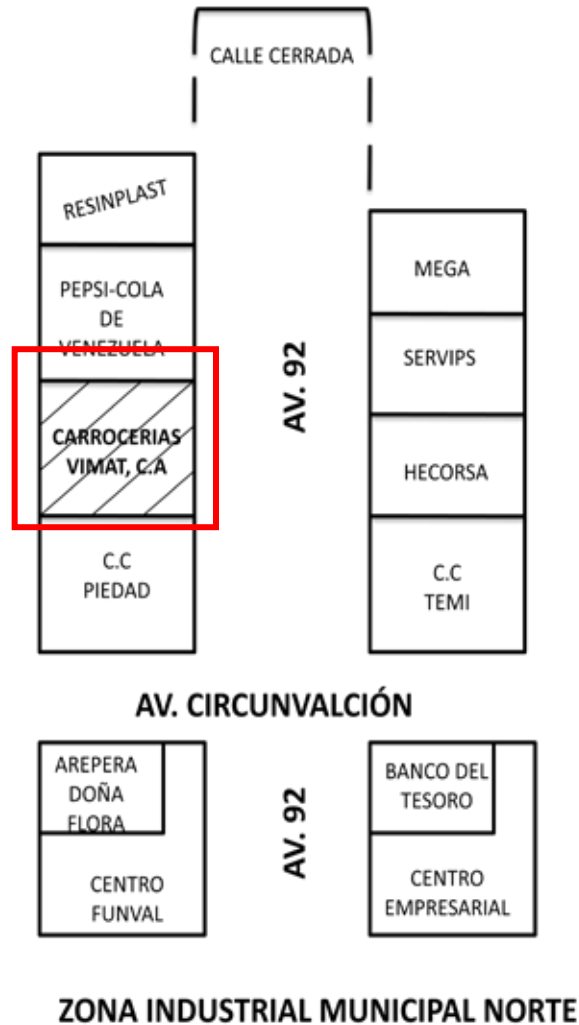 CALLE CERRADA
RESINPLAST
PEPSI-COLA
DE
VENEZUELA
CARROCERIAS
VIMAT, C.A
C.C
PIEDAD
AV. 92
MEGA
SERVIPS
HECORSA
C.C
TEMI
AV. CIRCUNVALCIÓN
AREPERA
DOÑA
FLORA
CENTRO
FUNVAL
AV. 92
BANCO DEL
TESORO
CENTRO
EMPRESARIAL
ZONA INDUSTRIAL MUNICIPAL NORTE